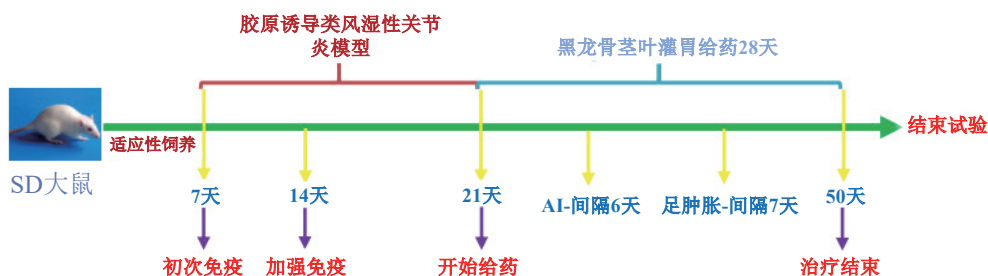 胶原诱导类风湿性关节
炎模型
黑龙骨茎叶灌胃给药28天
适应性饲养
结束试验
SD大鼠
7天
14天
21天
AI-间隔6天
足肿胀-间隔7天
50天
初次免疫
加强免疫
开始给药
治疗结束